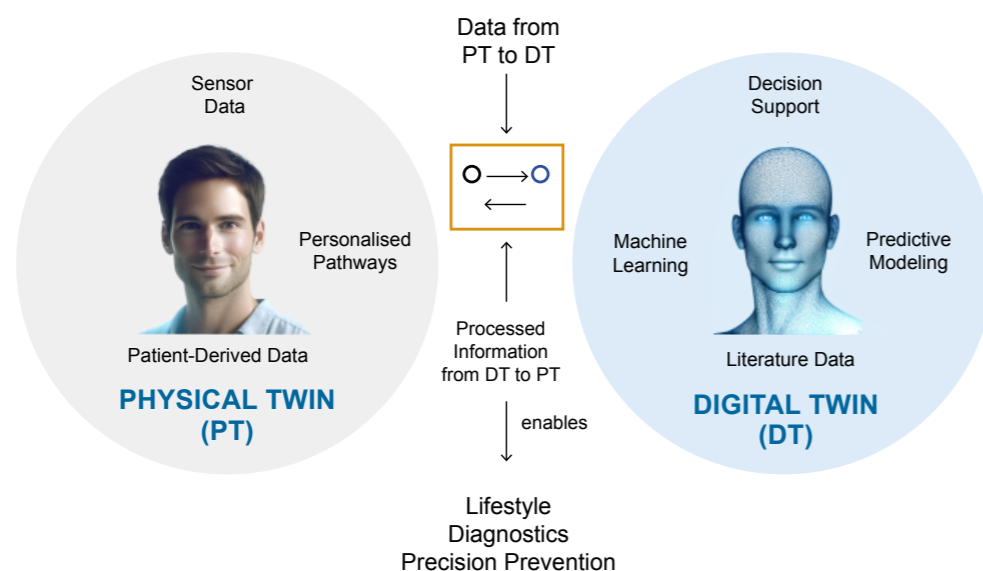 Data from
PT to DT
Sensor
Data
Personalised
Pathways
Patient-Derived Data
PHYSICAL TWIN
(PT)
Processed
Information
from DT to PT
enables
Lifestyle
Diagnostics
Precision Prevention
Decision
Support
Machine
Learning
Predictive
Modeling
Literature Data
DIGITAL TWIN
(DT)